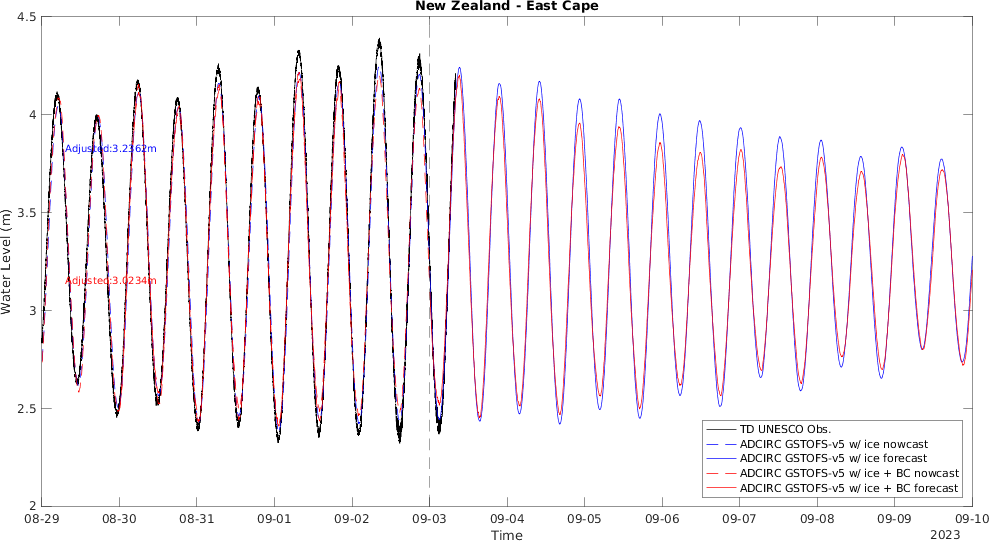 New Zealand - East Cape
4.5
4
3.5
3
2.5
2
Water Level (m)
Adjusted:3.2362m
Adjusted:3.0234m
TD UNESCO Obs.
ADCIRC GSTOFS-v5 w/ ice nowcast
ADCIRC GSTOFS-v5 w/ ice forecast
ADCIRC GSTOFS-v5 w/ ice + BC nowcast
ADCIRC GSTOFS-v5 w/ ice + BC forecast
08-29 08-30 08-31 09-01 09-02 09-03 09-04 09-05 09-06 09-07 09-08 09-09 09-10
Time
2023